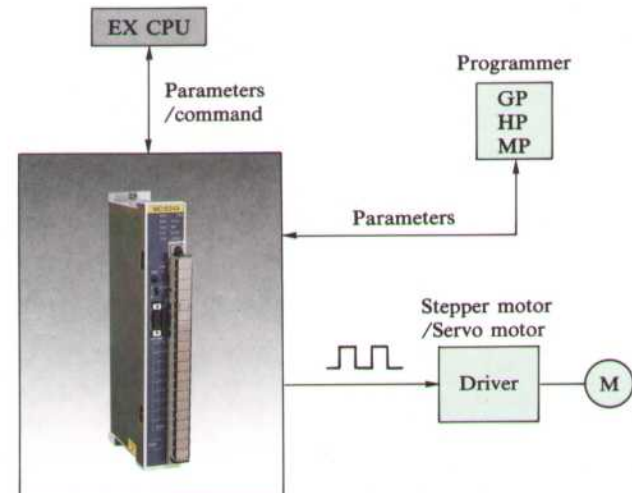 EX CPU
Parameters
/command
Programmer
GP
HP
MP
Parameters
Stepper motor
/Servo motor
Driver
M